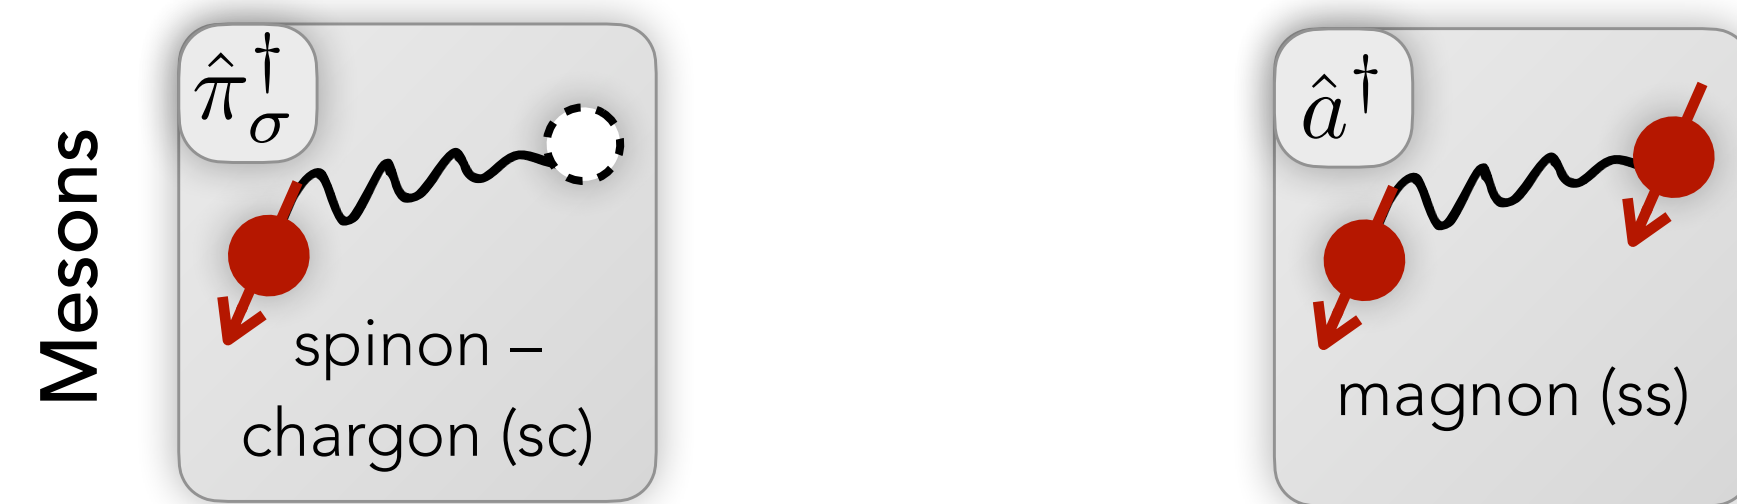 Mesons
π̂†σ
spinon –
chargon (sc)
â†
magnon (ss)